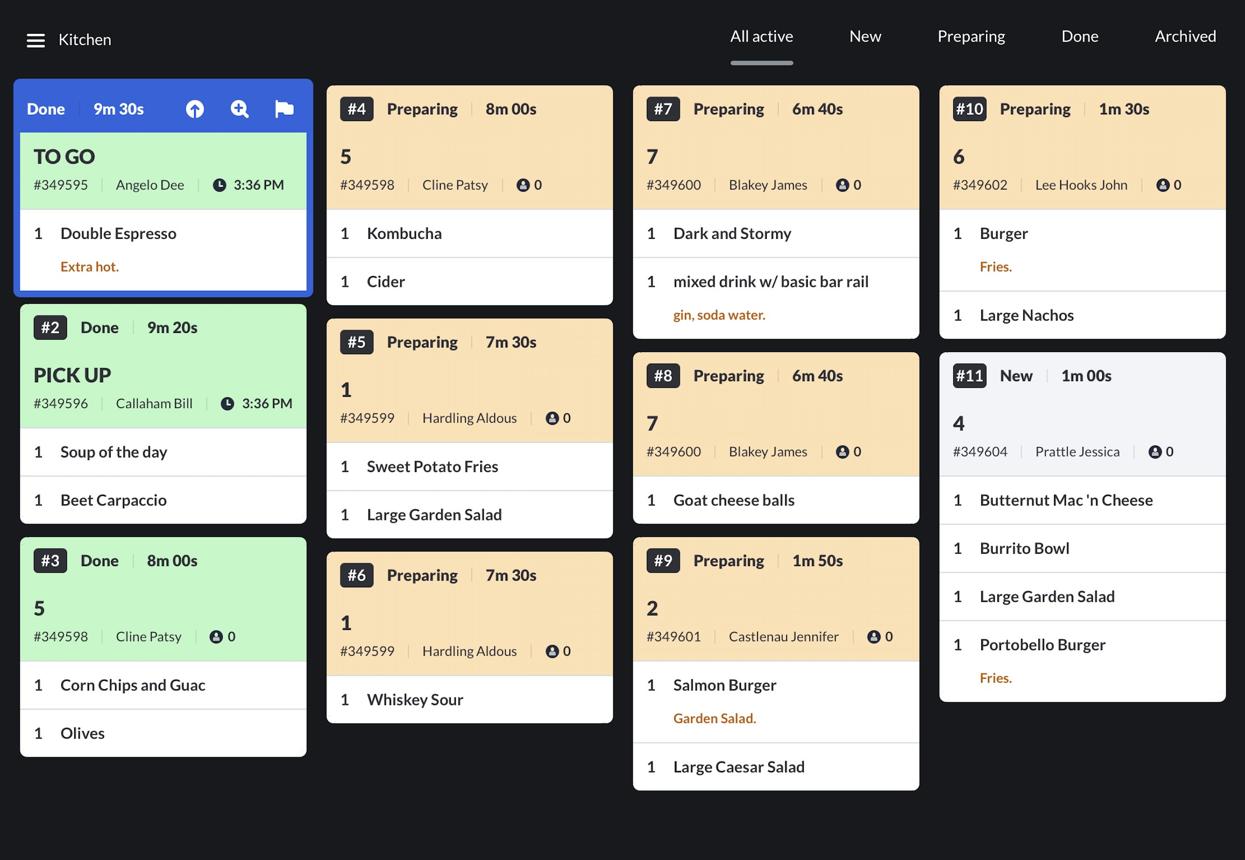 Kitchen
All active New Preparing Done Archived
Done 9m 30s
TO GO
#349595 Angelo Dee 3:36 PM
1 Double Espresso
Extra hot.
#2 Done 9m 20s
PICK UP
#349596 Callaham Bill 3:36 PM
1 Soup of the day
1 Beet Carpaccio
#3 Done 8m 00s
5
#349598 Cline Patsy 0
1 Corn Chips and Guac
1 Olives
#4 Preparing 8m 00s
5
#349598 Cline Patsy 0
1 Kombucha
1 Cider
#5 Preparing 7m 30s
1
#349599 Hardling Aldous 0
1 Sweet Potato Fries
1 Large Garden Salad
#6 Preparing 7m 30s
1
#349599 Hardling Aldous 0
1 Whiskey Sour
#7 Preparing 6m 40s
7
#349600 Blakey James 0
1 Dark and Stormy
1 mixed drink w/ basic bar rail
gin, soda water.
#8 Preparing 6m 40s
7
#349600 Blakey James 0
1 Goat cheese balls
#9 Preparing 1m 50s
2
#349601 Castlenau Jennifer 0
1 Salmon Burger
Garden Salad.
1 Large Caesar Salad
#10 Preparing 1m 30s
6
#349602 Lee Hooks John 0
1 Burger
Fries.
1 Large Nachos
#11 New 1m 00s
4
#349604 Prattle Jessica 0
1 Butternut Mac 'n Cheese
1 Burrito Bowl
1 Large Garden Salad
1 Portobello Burger
Fries.